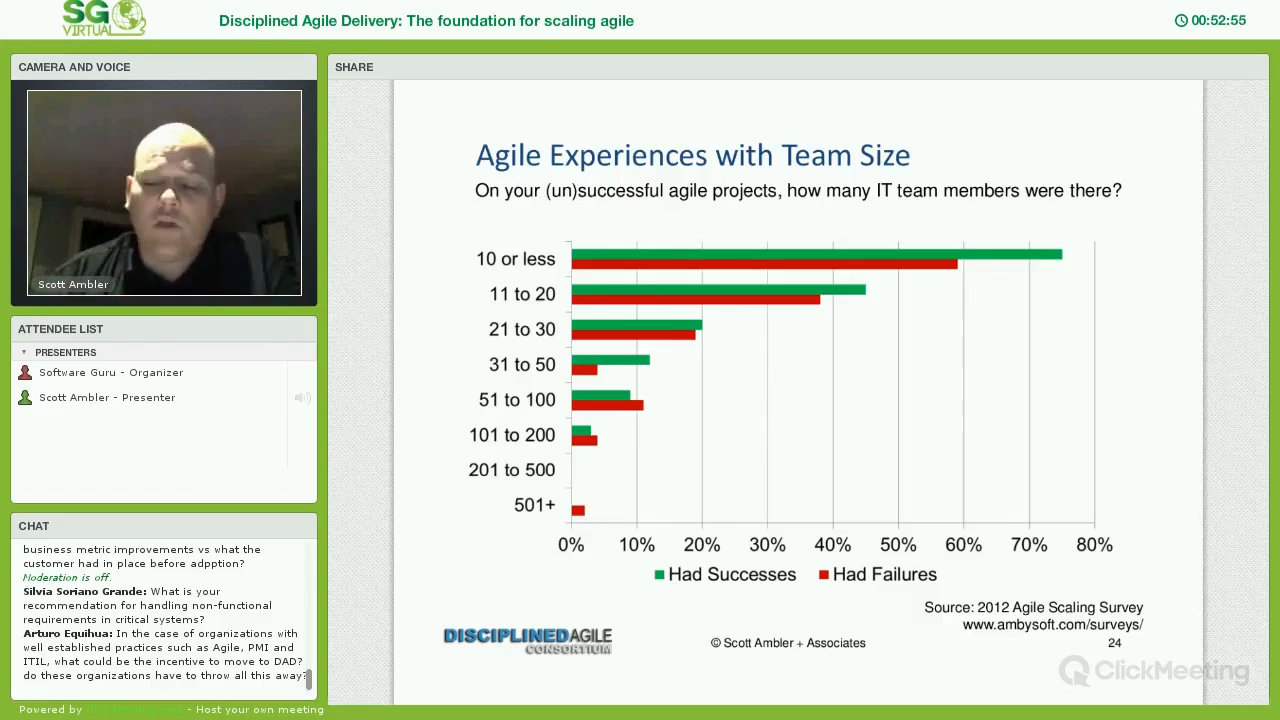 SG
VIRTUAL
Disciplined Agile Delivery: The foundation for scaling agile
00:52:55
CAMERA AND VOICE
Scott Ambler
ATTENDEE LIST
PRESENTERS
Software Guru - Organizer
Scott Ambler - Presenter
CHAT
business metric improvements vs what the
customer had in place before adpption?
Moderation is off.
Silvia Soriano Grande: What is your
recommendation for handling non-functional
requirements in critical systems?
Arturo Equihua: In the case of organizations with
well established practices such as Agile, PMI and
ITIL, what could be the incentive to move to DAD?
do these organizations have to throw all this away?
Powered by - Host your own meeting
SHARE
Agile Experiences with Team Size
On your (un)successful agile projects, how many IT team members were there?
10 or less
11 to 20
21 to 30
31 to 50
51 to 100
101 to 200
201 to 500
501+
0% 10% 20% 30% 40% 50% 60% 70% 80%
Had Successes Had Failures
Source: 2012 Agile Scaling Survey
www.ambysoft.com/surveys/
DISCIPLINEDAGILE
CONSORTIUM
© Scott Ambler + Associates
24
ClickMeeting